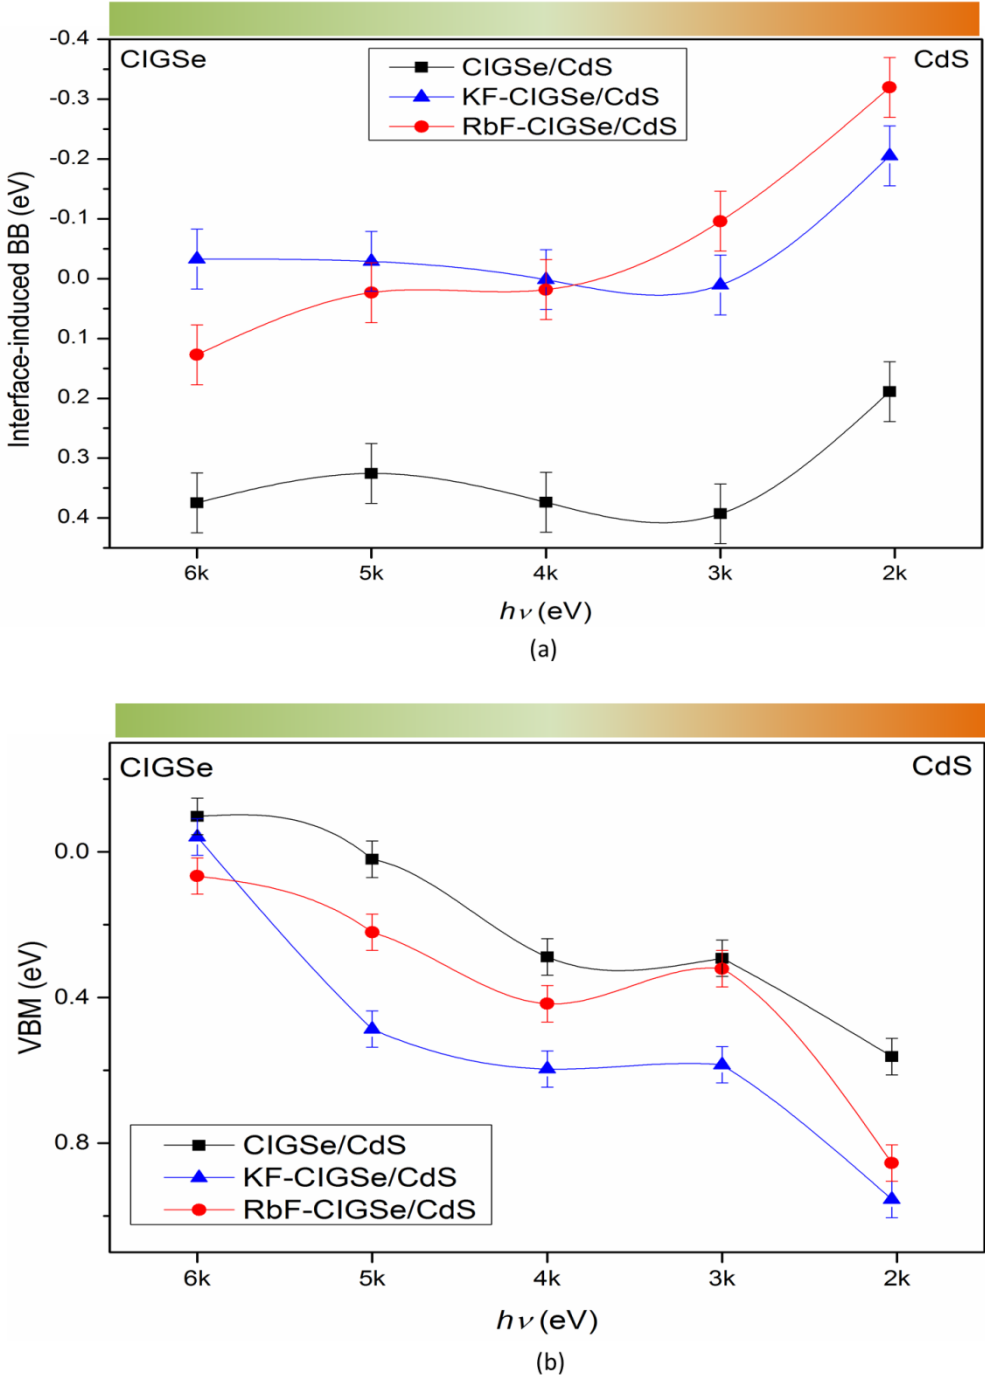 CIGSe CdS
CIGSe/CdS
KF-CIGSe/CdS
RbF-CIGSe/CdS
Interface-induced BB (eV)
-0.4
-0.3
-0.2
-0.1
0.0
0.1
0.2
0.3
0.4
6k 5k 4k 3k 2k
hν (eV)
(a)
CIGSe CdS
VBM (eV)
0.0
0.4
0.8
CIGSe/CdS
KF-CIGSe/CdS
RbF-CIGSe/CdS
6k 5k 4k 3k 2k
hν (eV)
(b)